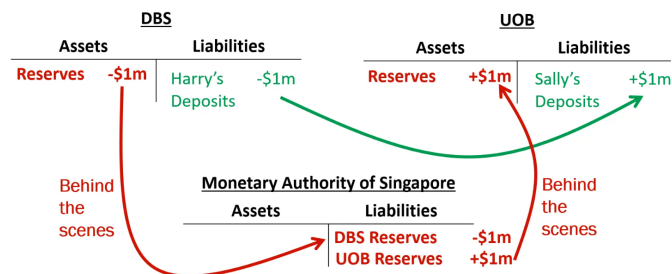 DBS
UOB
Assets Liabilities
Assets Liabilities
Reserves -$1m
Harry's -$1m
Deposits
Reserves +$1m
Sally's +$1m
Deposits
Behind
the
scenes
Monetary Authority of Singapore
Assets Liabilities
DBS Reserves -$1m
UOB Reserves +$1m
Behind
the
scenes